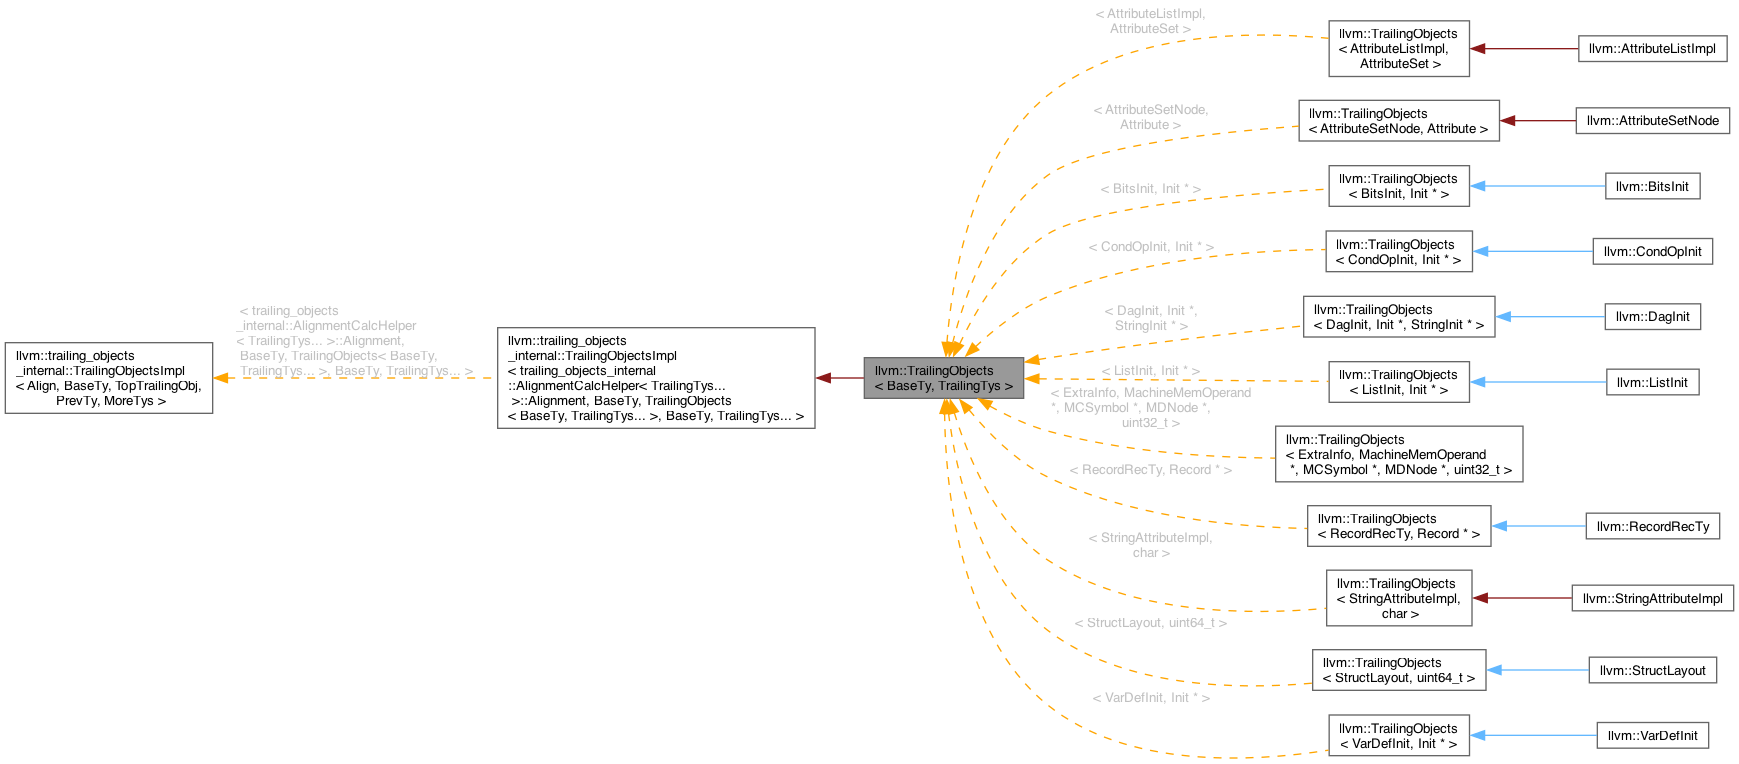 < trailing_objects
_internal::AlignmentCalcHelper
< TrailingTys... >::Alignment,
BaseTy, TrailingObjects< BaseTy,
TrailingTys... >, BaseTy, TrailingTys... >
llvm::trailing_objects
_internal::TrailingObjectsImpl
< Align, BaseTy, TopTrailingObj,
PrevTy, MoreTys >
llvm::trailing_objects
_internal::TrailingObjectsImpl
< trailing_objects_internal
::AlignmentCalcHelper< TrailingTys...
>::Alignment, BaseTy, TrailingObjects
< BaseTy, TrailingTys... >, BaseTy, TrailingTys... >
llvm::TrailingObjects
< BaseTy, TrailingTys >
< AttributeListImpl,
AttributeSet >
llvm::TrailingObjects
< AttributeListImpl,
AttributeSet >
llvm::AttributeListImpl
< AttributeSetNode,
Attribute >
llvm::TrailingObjects
< AttributeSetNode, Attribute >
llvm::AttributeSetNode
< BitsInit, Init * >
llvm::TrailingObjects
< BitsInit, Init * >
llvm::BitsInit
< CondOpInit, Init * >
llvm::TrailingObjects
< CondOpInit, Init * >
llvm::CondOpInit
< DagInit, Init *,
StringInit * >
llvm::TrailingObjects
< DagInit, Init *, StringInit * >
llvm::DagInit
< ListInit, Init * >
llvm::TrailingObjects
< ListInit, Init * >
llvm::ListInit
< ExtraInfo, MachineMemOperand
*, MCSymbol *, MDNode *,
uint32_t >
llvm::TrailingObjects
< ExtraInfo, MachineMemOperand
*, MCSymbol *, MDNode *, uint32_t >
< RecordRecTy, Record * >
llvm::TrailingObjects
< RecordRecTy, Record * >
llvm::RecordRecTy
< StringAttributeImpl,
char >
llvm::TrailingObjects
< StringAttributeImpl,
char >
llvm::StringAttributeImpl
< StructLayout, uint64_t >
llvm::TrailingObjects
< StructLayout, uint64_t >
llvm::StructLayout
< VarDefInit, Init * >
llvm::TrailingObjects
< VarDefInit, Init * >
llvm::VarDefInit